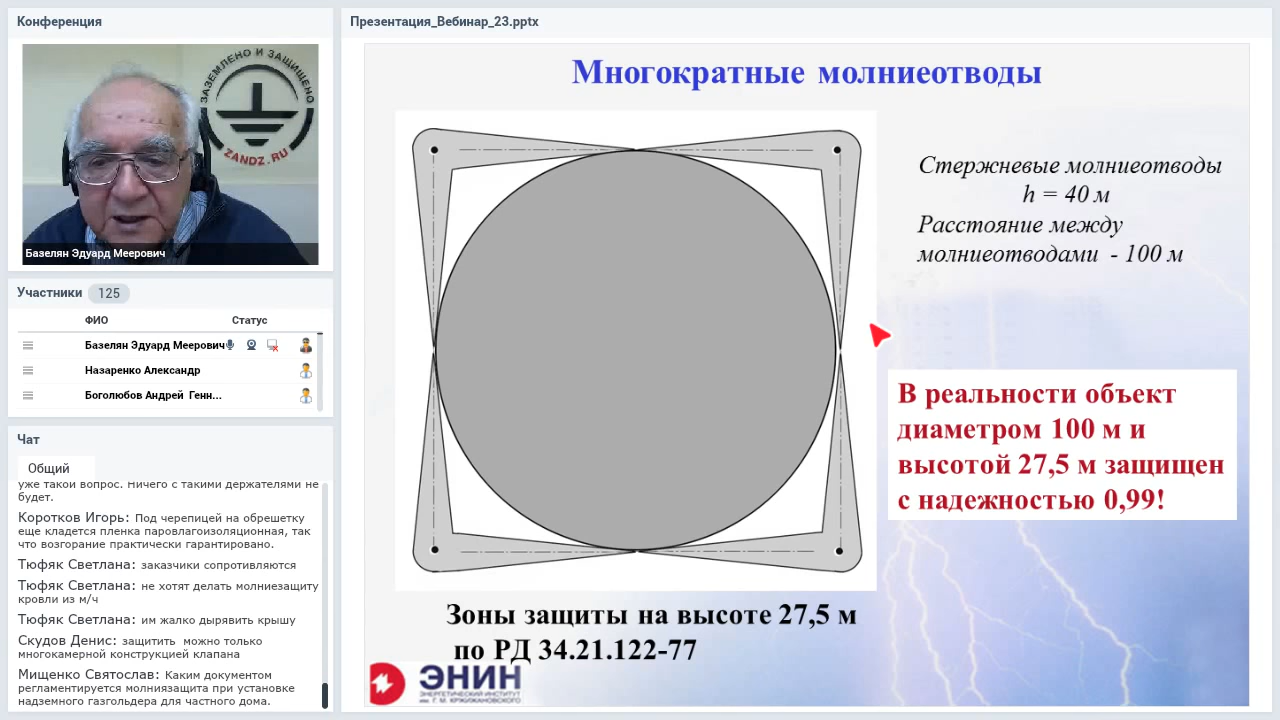 Конференция
ЗАЗЕМЛЕНО И ЗАЩИЩЕНО
ZANDZ.RU
Базелян Эдуард Меерович
Участники 125
ФИО Статус
Базелян Эдуард Меерович
Назаренко Александр
Боголюбов Андрей Генн...
Чат
Общий
уже такой вопрос. Ничего с такими держателями не
будет.
Коротков Игорь: Под черепицей на обрешетку
еще кладется пленка паровлагоизоляционная, так
что возгорание практически гарантировано.
Тюфяк Светлана: заказчики сопротивляются
Тюфяк Светлана: не хотят делать молниезащиту
кровли из м/ч
Тюфяк Светлана: им жалко дырявить крышу
Скудов Денис: защитить можно только
многокамерной конструкцией клапана
Мищенко Святослав: Каким документом
регламентируется молниязащита при установке
надземного газгольдера для частного дома.
Презентация_Вебинар_23.pptx
Многократные молниеотводы
Стержневые молниеотводы
h = 40 м
Расстояние между
молниеотводами - 100 м
В реальности объект
диаметром 100 м и
высотой 27,5 м защищен
с надежностью 0,99!
Зоны защиты на высоте 27,5 м
по РД 34.21.122-77
ЭНИН
ЭНЕРГЕТИЧЕСКИЙ ИНСТИТУТ
им. Г. М. КРЖИЖАНОВСКОГО